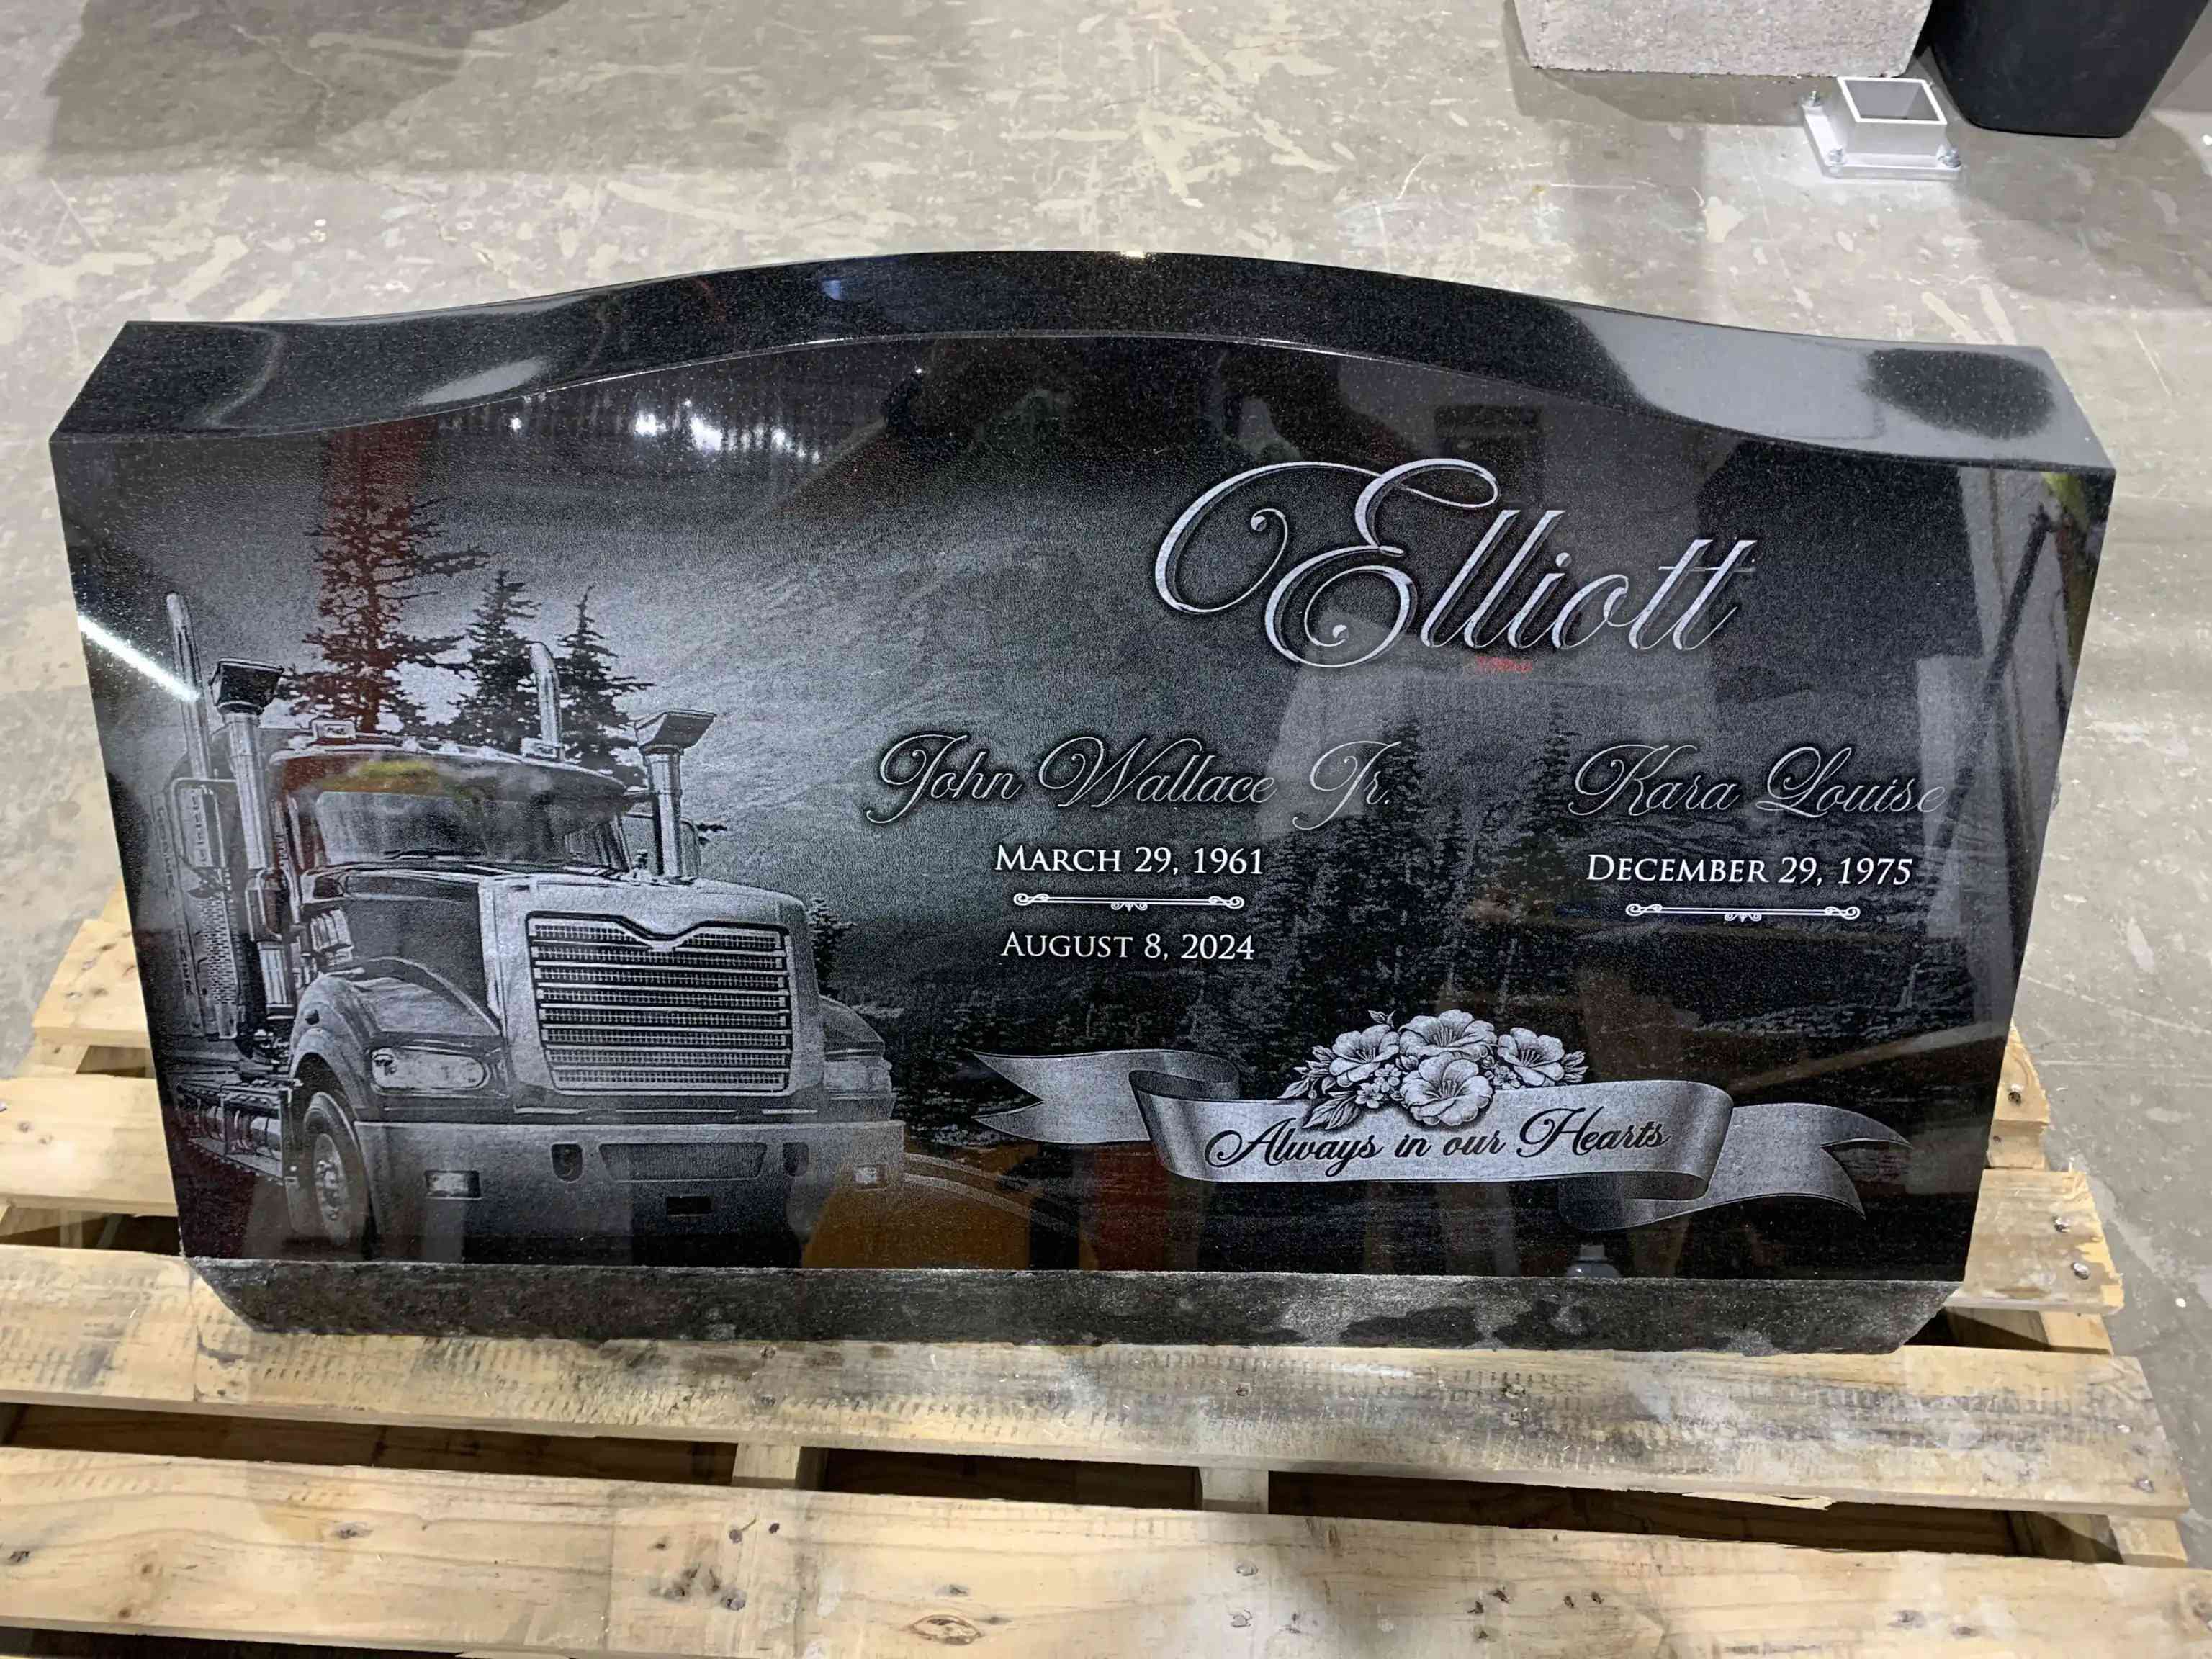 Elliott
John Wallace Jr.
MARCH 29, 1961
AUGUST 8, 2024
Kara Louise
DECEMBER 29, 1975
Always in our Hearts